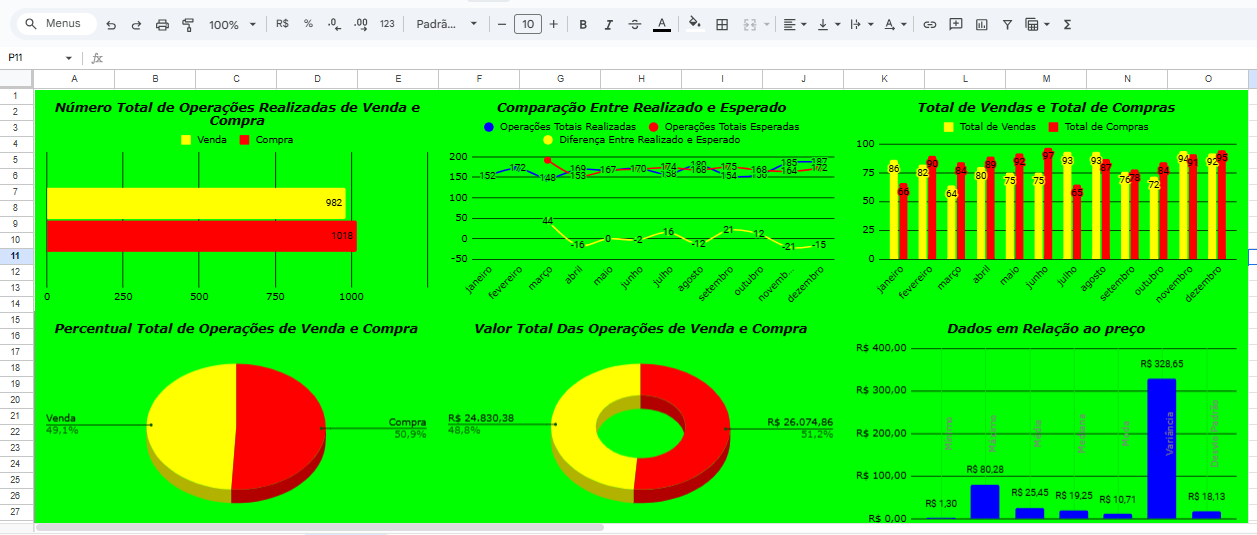 Menus
100%
R$
%
.0
.00
123
Padrã...
10
B
I
A
P11
fx
A B C D E F G H I J K L M N O
1
2
3
4
5
6
7
8
9
10
11
12
13
14
15
16
17
18
19
20
21
22
23
24
25
26
27
Número Total de Operações Realizadas de Venda e
Compra
Venda Compra
982
1018
0 250 500 750 1000
Comparação Entre Realizado e Esperado
Operações Totais Realizadas Operações Totais Esperadas
Diferença Entre Realizado e Esperado
200
150
100
50
0
-50
152 172 148 169 153 167 170 174 158 180 168 175 154 168 150 185 164 187 172
44 -16 0 -2 16 -12 21 12 -21 -15
janeiro fevereiro março abril maio junho julho agosto setembro outubro novemb... dezembro
Total de Vendas e Total de Compras
Total de Vendas Total de Compras
100
75
50
25
0
86 66 82 90 64 84 80 89 75 92 75 97 93 65 93 87 76 78 72 84 94 91 92 95
janeiro fevereiro março abril maio junho julho agosto setembro outubro novembro dezembro
Percentual Total de Operações de Venda e Compra
Venda
49,1%
Compra
50,9%
Valor Total Das Operações de Venda e Compra
R$ 24.830,38
48,8%
R$ 26.074,86
51,2%
Dados em Relação ao preço
R$ 400,00
R$ 300,00
R$ 200,00
R$ 100,00
R$ 0,00
R$ 1,30
R$ 80,28
R$ 25,45
R$ 19,25
R$ 10,71
R$ 328,65
R$ 18,13
Máximo
Média
Mediana
Moda
Variância
Desvio Padrão